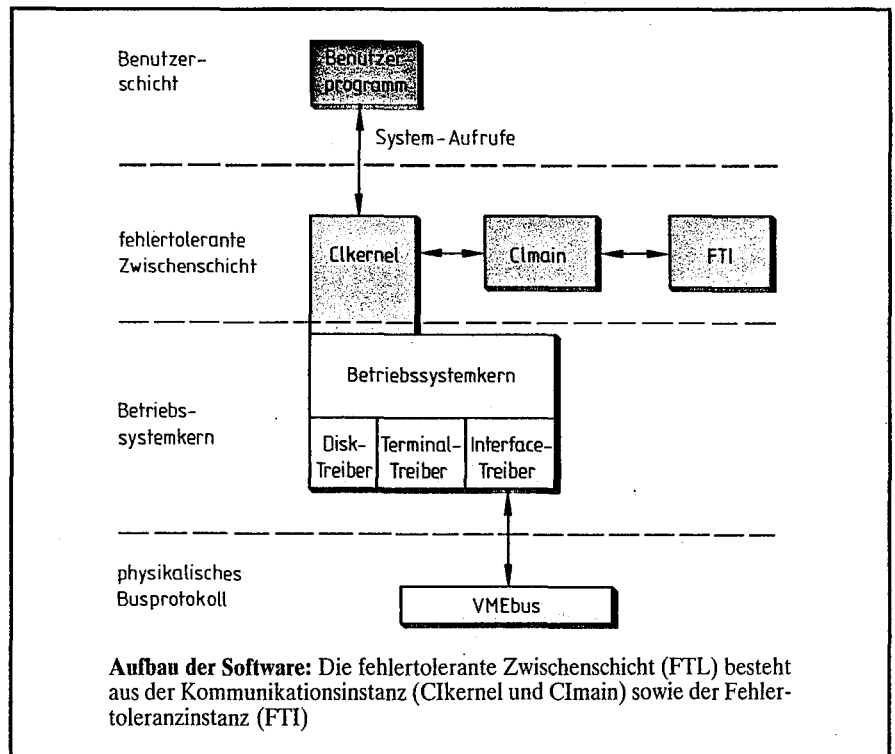 Benutzer-
schicht
Benutzer-
programm
System-Aufrufe
fehlertolerante
Zwischenschicht
CIkernel
CImain
FTI
Betriebs-
systemkern
Betriebssystemkern
Disk-
Treiber
Terminal-
Treiber
Interface-
Treiber
physikalisches
Busprotokoll
VMEbus
Aufbau der Software: Die fehlertolerante Zwischenschicht (FTL) besteht
aus der Kommunikationsinstanz (CIkernel und CImain) sowie der Fehler-
toleranzinstanz (FTI)